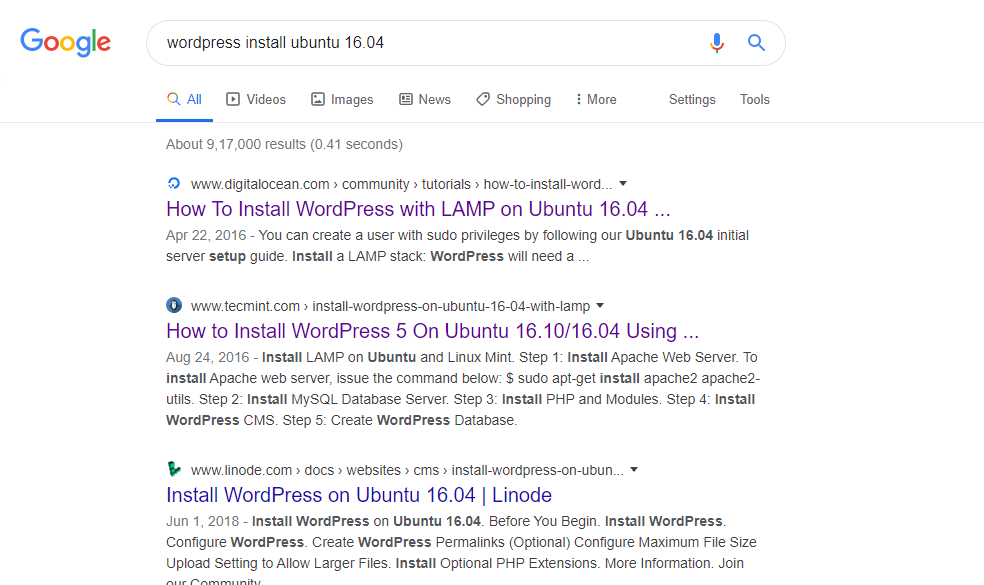 Google
wordpress install ubuntu 16.04
All Videos Images News Shopping More Settings Tools
About 9,17,000 results (0.41 seconds)
www.digitalocean.com › community › tutorials › how-to-install-word...
How To Install WordPress with LAMP on Ubuntu 16.04 ...
Apr 22, 2016 - You can create a user with sudo privileges by following our Ubuntu 16.04 initial
server setup guide. Install a LAMP stack: WordPress will need a ...
www.tecmint.com › install-wordpress-on-ubuntu-16-04-with-lamp
How to Install WordPress 5 On Ubuntu 16.10/16.04 Using ...
Aug 24, 2016 - Install LAMP on Ubuntu and Linux Mint. Step 1: Install Apache Web Server. To
install Apache web server, issue the command below: $ sudo apt-get install apache2 apache2-
utils. Step 2: Install MySQL Database Server. Step 3: Install PHP and Modules. Step 4: Install
WordPress CMS. Step 5: Create WordPress Database.
www.linode.com › docs › websites › cms › install-wordpress-on-ubun...
Install WordPress on Ubuntu 16.04 | Linode
Jun 1, 2018 - Install WordPress on Ubuntu 16.04. Before You Begin. Install WordPress.
Configure WordPress. Create WordPress Permalinks (Optional) Configure Maximum File Size
Upload Setting to Allow Larger Files. Install Optional PHP Extensions. More Information. Join
our Community.